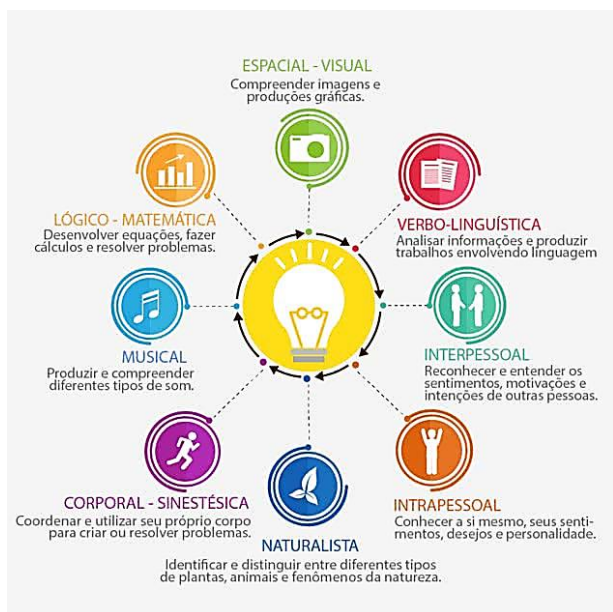 ESPACIAL - VISUAL
Compreender imagens e
produções gráficas.
VERBO-LINGUÍSTICA
Analisar informações e produzir
trabalhos envolvendo linguagem
INTERPESSOAL
Reconhecer e entender os
sentimentos, motivações e
intenções de outras pessoas.
INTRAPESSOAL
Conhecer a si mesmo, seus senti-
mentos, desejos e personalidade.
NATURALISTA
Identificar e distinguir entre diferentes tipos
de plantas, animais e fenômenos da natureza.
CORPORAL - SINESTÉSICA
Coordenar e utilizar seu próprio corpo
para criar ou resolver problemas.
MUSICAL
Produzir e compreender
diferentes tipos de som.
LÓGICO - MATEMÁTICA
Desenvolver equações, fazer
cálculos e resolver problemas.